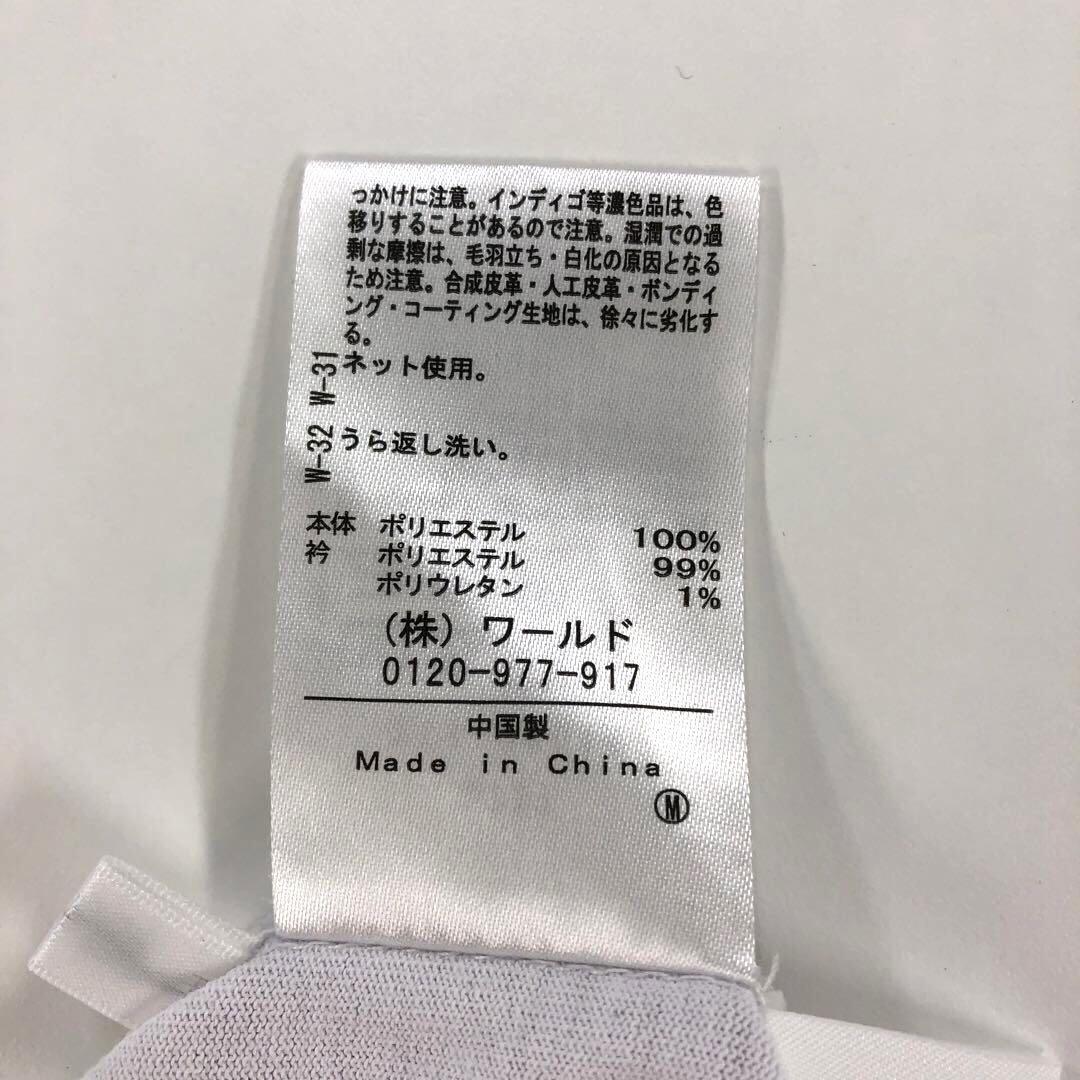 っかけに注意。インディゴ等濃色品は、色
移りすることがあるので注意。湿潤での過
剰な摩擦は、毛羽立ち・白化の原因となる
ため注意。合成皮革・人工皮革・ボンディ
ング・コーティング生地は、徐々に劣化す
る。
W-31 ネット使用。
W-32 うら返し洗い。
本体 ポリエステル 100%
衿 ポリエステル 99%
ポリウレタン 1%
(株) ワールド
0120-977-917
中国製
Made in China
Ⓜ